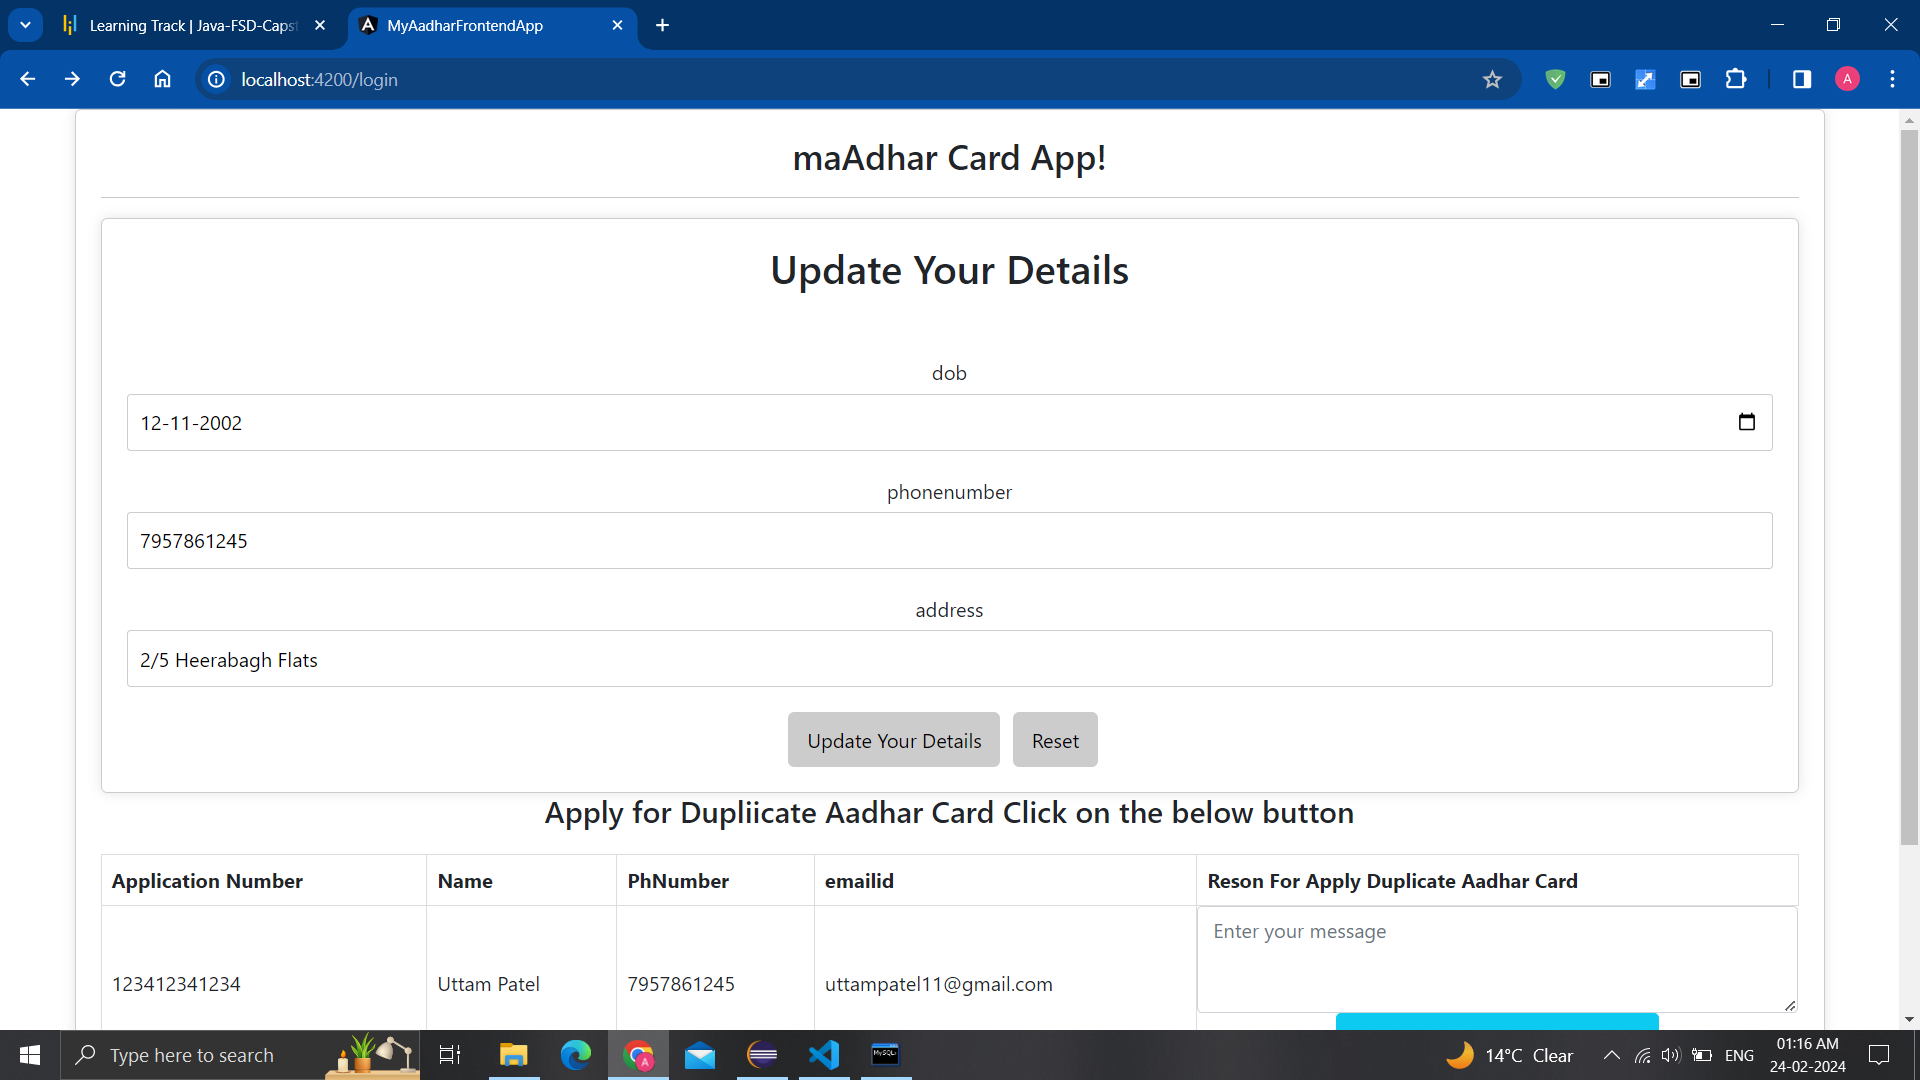 Learning Track | Java-FSD-Capst
MyAadharFrontendApp
localhost:4200/login
A
maAdhar Card App!
Update Your Details
dob
12-11-2002
phonenumber
7957861245
address
2/5 Heerabagh Flats
Update Your Details
Reset
Apply for Dupliicate Aadhar Card Click on the below button
Application Number Name PhNumber emailid Reson For Apply Duplicate Aadhar Card
Enter your message
123412341234 Uttam Patel 7957861245 uttampatel11@gmail.com
Type here to search
A
MySQL
14°C Clear
ENG
01:16 AM
24-02-2024